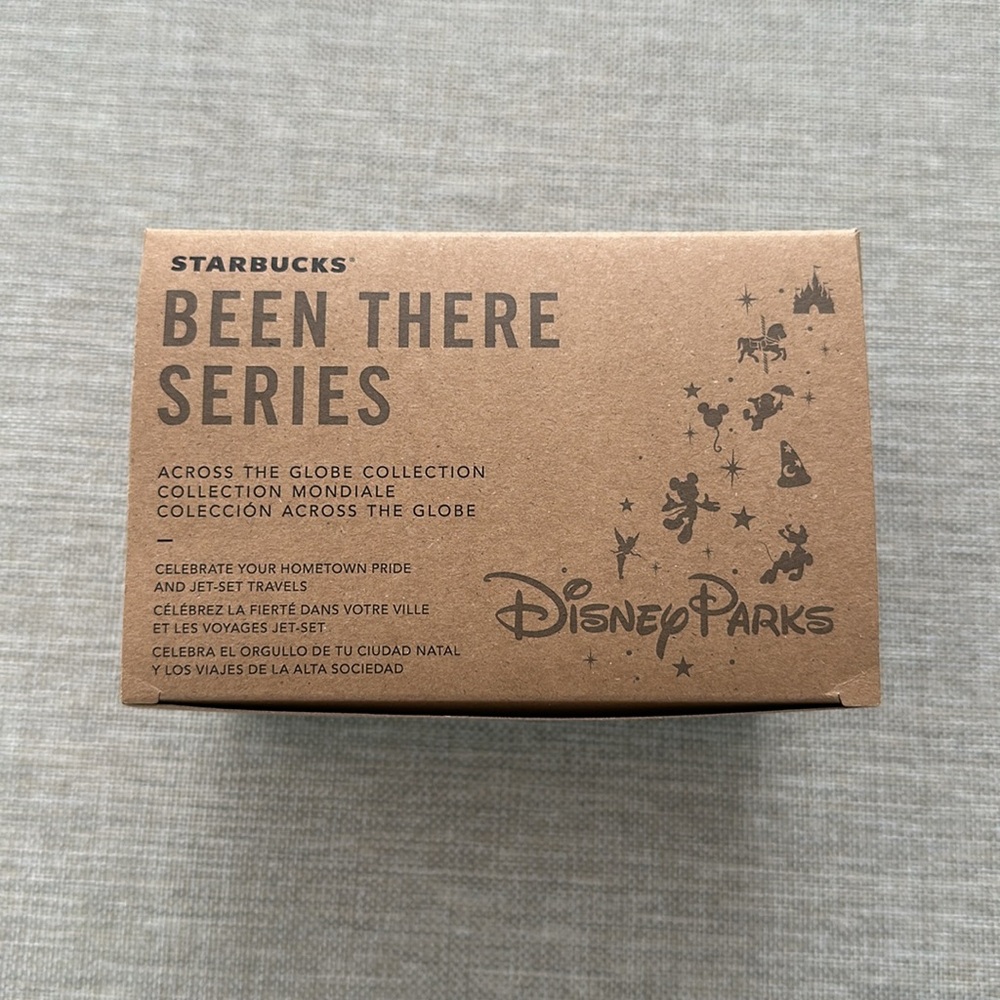 STARBUCKS®
BEEN THERE
SERIES
ACROSS THE GLOBE COLLECTION
COLLECTION MONDIALE
COLECCIÓN ACROSS THE GLOBE
CELEBRATE YOUR HOMETOWN PRIDE
AND JET-SET TRAVELS
CÉLÉBREZ LA FIERTÉ DANS VOTRE VILLE
ET LES VOYAGES JET-SET
CELEBRA EL ORGULLO DE TU CIUDAD NATAL
Y LOS VIAJES DE LA ALTA SOCIEDAD
DISNEY PARKS